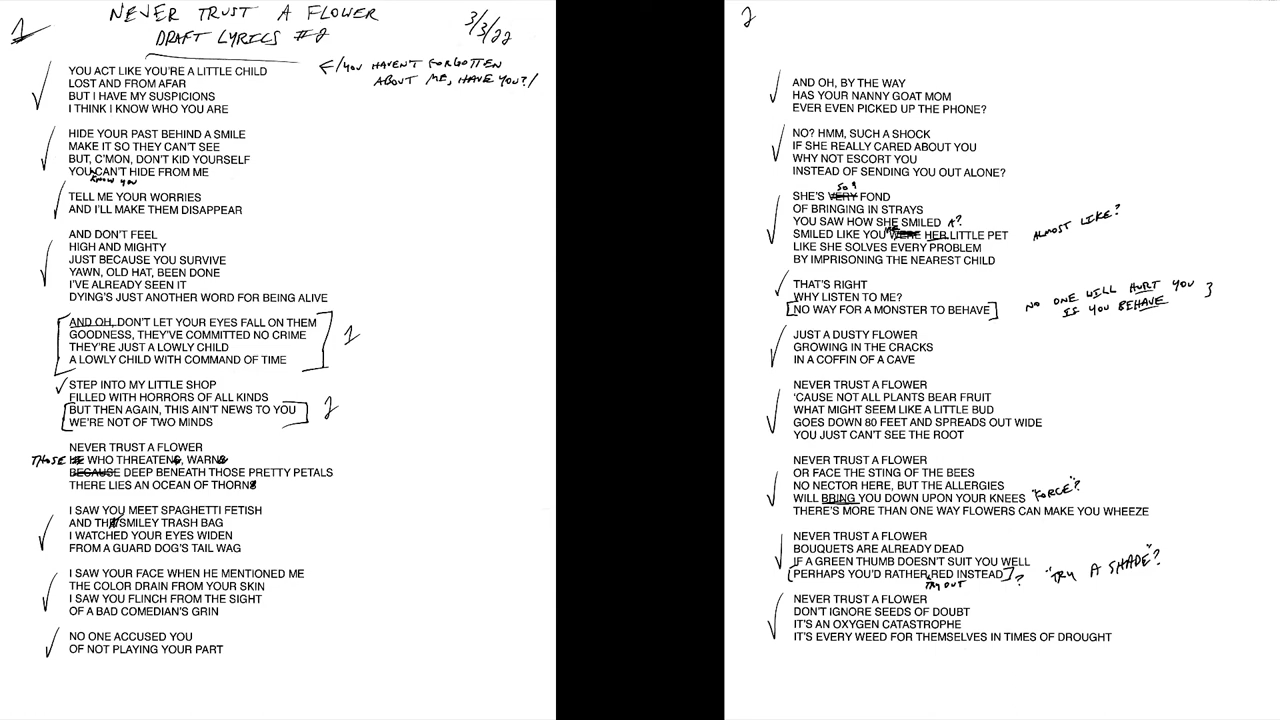 1
NEVER TRUST A FLOWER
DRAFT LYRICS #2
3/3/22
YOU ACT LIKE YOU'RE A LITTLE CHILD
LOST AND FROM AFAR
BUT I HAVE MY SUSPICIONS
I THINK I KNOW WHO YOU ARE
←/YOU HAVEN'T FORGOTTEN
ABOUT ME, HAVE YOU?/
HIDE YOUR PAST BEHIND A SMILE
MAKE IT SO THEY CAN'T SEE
BUT, C'MON, DON'T KID YOURSELF
YOU CAN'T HIDE FROM ME
KNOW YOU
TELL ME YOUR WORRIES
AND I'LL MAKE THEM DISAPPEAR
AND DON'T FEEL
HIGH AND MIGHTY
JUST BECAUSE YOU SURVIVE
YAWN, OLD HAT, BEEN DONE
I'VE ALREADY SEEN IT
DYING'S JUST ANOTHER WORD FOR BEING ALIVE
AND OH, DON'T LET YOUR EYES FALL ON THEM
GOODNESS, THEY'VE COMMITTED NO CRIME
THEY'RE JUST A LOWLY CHILD
A LOWLY CHILD WITH COMMAND OF TIME
1
STEP INTO MY LITTLE SHOP
FILLED WITH HORRORS OF ALL KINDS
BUT THEN AGAIN, THIS AIN'T NEWS TO YOU
WE'RE NOT OF TWO MINDS
2
NEVER TRUST A FLOWER
THOSE WHO THREATEN, WARN
BECAUSE DEEP BENEATH THOSE PRETTY PETALS
THERE LIES AN OCEAN OF THORNS
I SAW YOU MEET SPAGHETTI FETISH
AND TH SMILEY TRASH BAG
I WATCHED YOUR EYES WIDEN
FROM A GUARD DOG'S TAIL WAG
I SAW YOUR FACE WHEN HE MENTIONED ME
THE COLOR DRAIN FROM YOUR SKIN
I SAW YOU FLINCH FROM THE SIGHT
OF A BAD COMEDIAN'S GRIN
NO ONE ACCUSED YOU
OF NOT PLAYING YOUR PART
2
AND OH, BY THE WAY
HAS YOUR NANNY GOAT MOM
EVER EVEN PICKED UP THE PHONE?
NO? HMM, SUCH A SHOCK
IF SHE REALLY CARED ABOUT YOU
WHY NOT ESCORT YOU
INSTEAD OF SENDING YOU OUT ALONE?
SO
SHE'S VERY FOND
OF BRINGING IN STRAYS
YOU SAW HOW SHE SMILED A?
SMILED LIKE YOU WERE HER LITTLE PET
ALMOST LIKE?
LIKE SHE SOLVES EVERY PROBLEM
BY IMPRISONING THE NEAREST CHILD
THAT'S RIGHT
WHY LISTEN TO ME?
NO WAY FOR A MONSTER TO BEHAVE
NO ONE WILL HURT YOU
IF YOU BEHAVE
JUST A DUSTY FLOWER
GROWING IN THE CRACKS
IN A COFFIN OF A CAVE
NEVER TRUST A FLOWER
'CAUSE NOT ALL PLANTS BEAR FRUIT
WHAT MIGHT SEEM LIKE A LITTLE BUD
GOES DOWN 80 FEET AND SPREADS OUT WIDE
YOU JUST CAN'T SEE THE ROOT
NEVER TRUST A FLOWER
OR FACE THE STING OF THE BEES
NO NECTOR HERE, BUT THE ALLERGIES
WILL BRING YOU DOWN UPON YOUR KNEES "FORCE"?
THERE'S MORE THAN ONE WAY FLOWERS CAN MAKE YOU WHEEZE
NEVER TRUST A FLOWER
BOUQUETS ARE ALREADY DEAD
IF A GREEN THUMB DOESN'T SUIT YOU WELL
PERHAPS YOU'D RATHER RED INSTEAD ?
TRY OUT
"TRY A SHADE"?
NEVER TRUST A FLOWER
DON'T IGNORE SEEDS OF DOUBT
IT'S AN OXYGEN CATASTROPHE
IT'S EVERY WEED FOR THEMSELVES IN TIMES OF DROUGHT